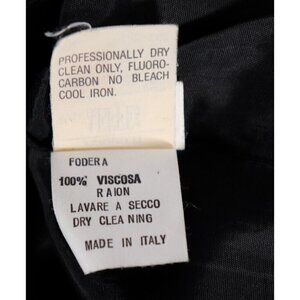 PROFESSIONALLY DRY
CLEAN ONLY, FLUORO-
CARBON NO BLEACH
COOL IRON.
FODERA
100% VISCOSA
RAION
LAVARE A SECCO
DRY CLEANING
MADE IN ITALY